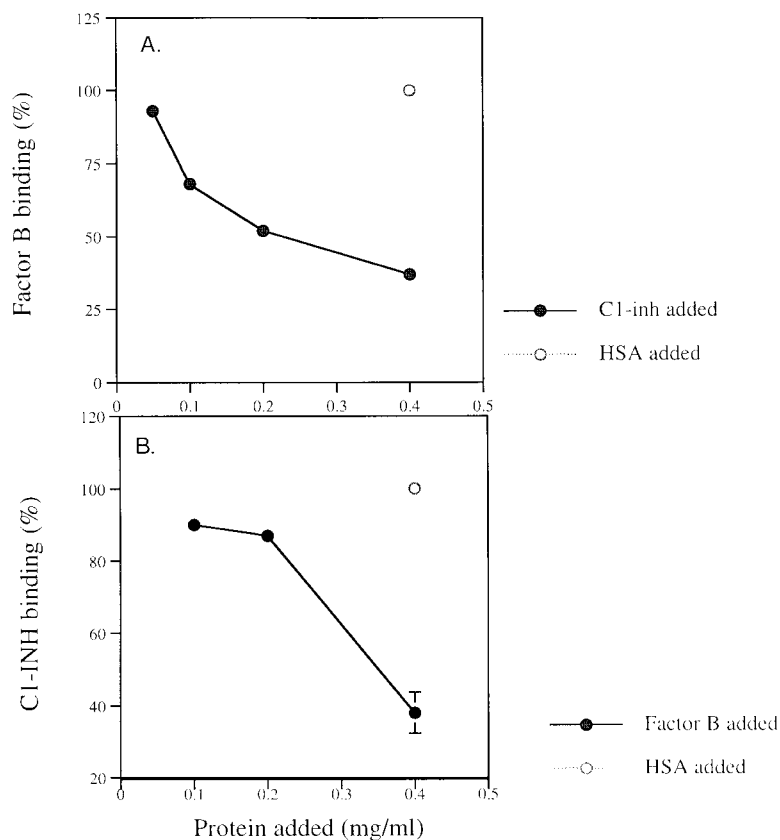 A.
Factor B binding (%)
125
100
75
50
25
0
0 0.1 0.2 0.3 0.4 0.5
C1-inh added
HSA added
B.
C1-INH binding (%)
120
100
80
60
40
20
0 0.1 0.2 0.3 0.4 0.5
Protein added (mg/ml)
Factor B added
HSA added